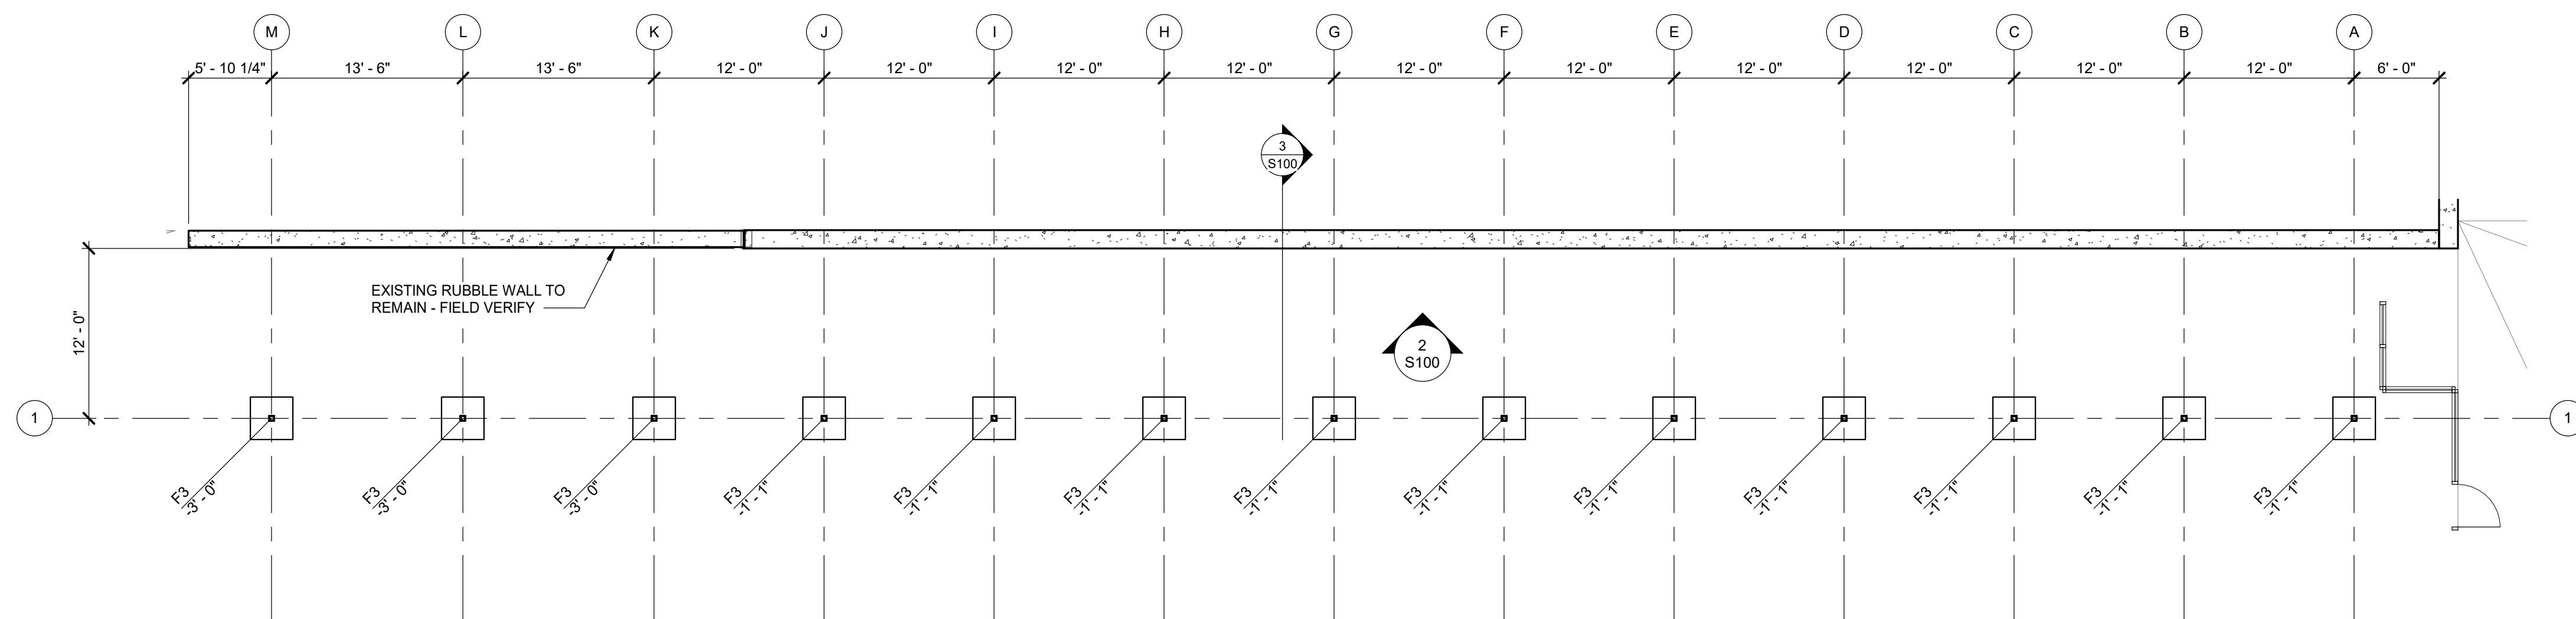 M
L
K
J
I
H
G
F
E
D
C
B
A
5' - 10 1/4"
13' - 6"
13' - 6"
12' - 0"
12' - 0"
12' - 0"
12' - 0"
12' - 0"
12' - 0"
12' - 0"
12' - 0"
12' - 0"
12' - 0"
6' - 0"
3
S100
EXISTING RUBBLE WALL TO
REMAIN - FIELD VERIFY
12' - 0"
2
S100
1
1
F3
-3' - 0"
F3
-3' - 0"
F3
-3' - 0"
F3
-1' - 1"
F3
-1' - 1"
F3
-1' - 1"
F3
-1' - 1"
F3
-1' - 1"
F3
-1' - 1"
F3
-1' - 1"
F3
-1' - 1"
F3
-1' - 1"
F3
-1' - 1"